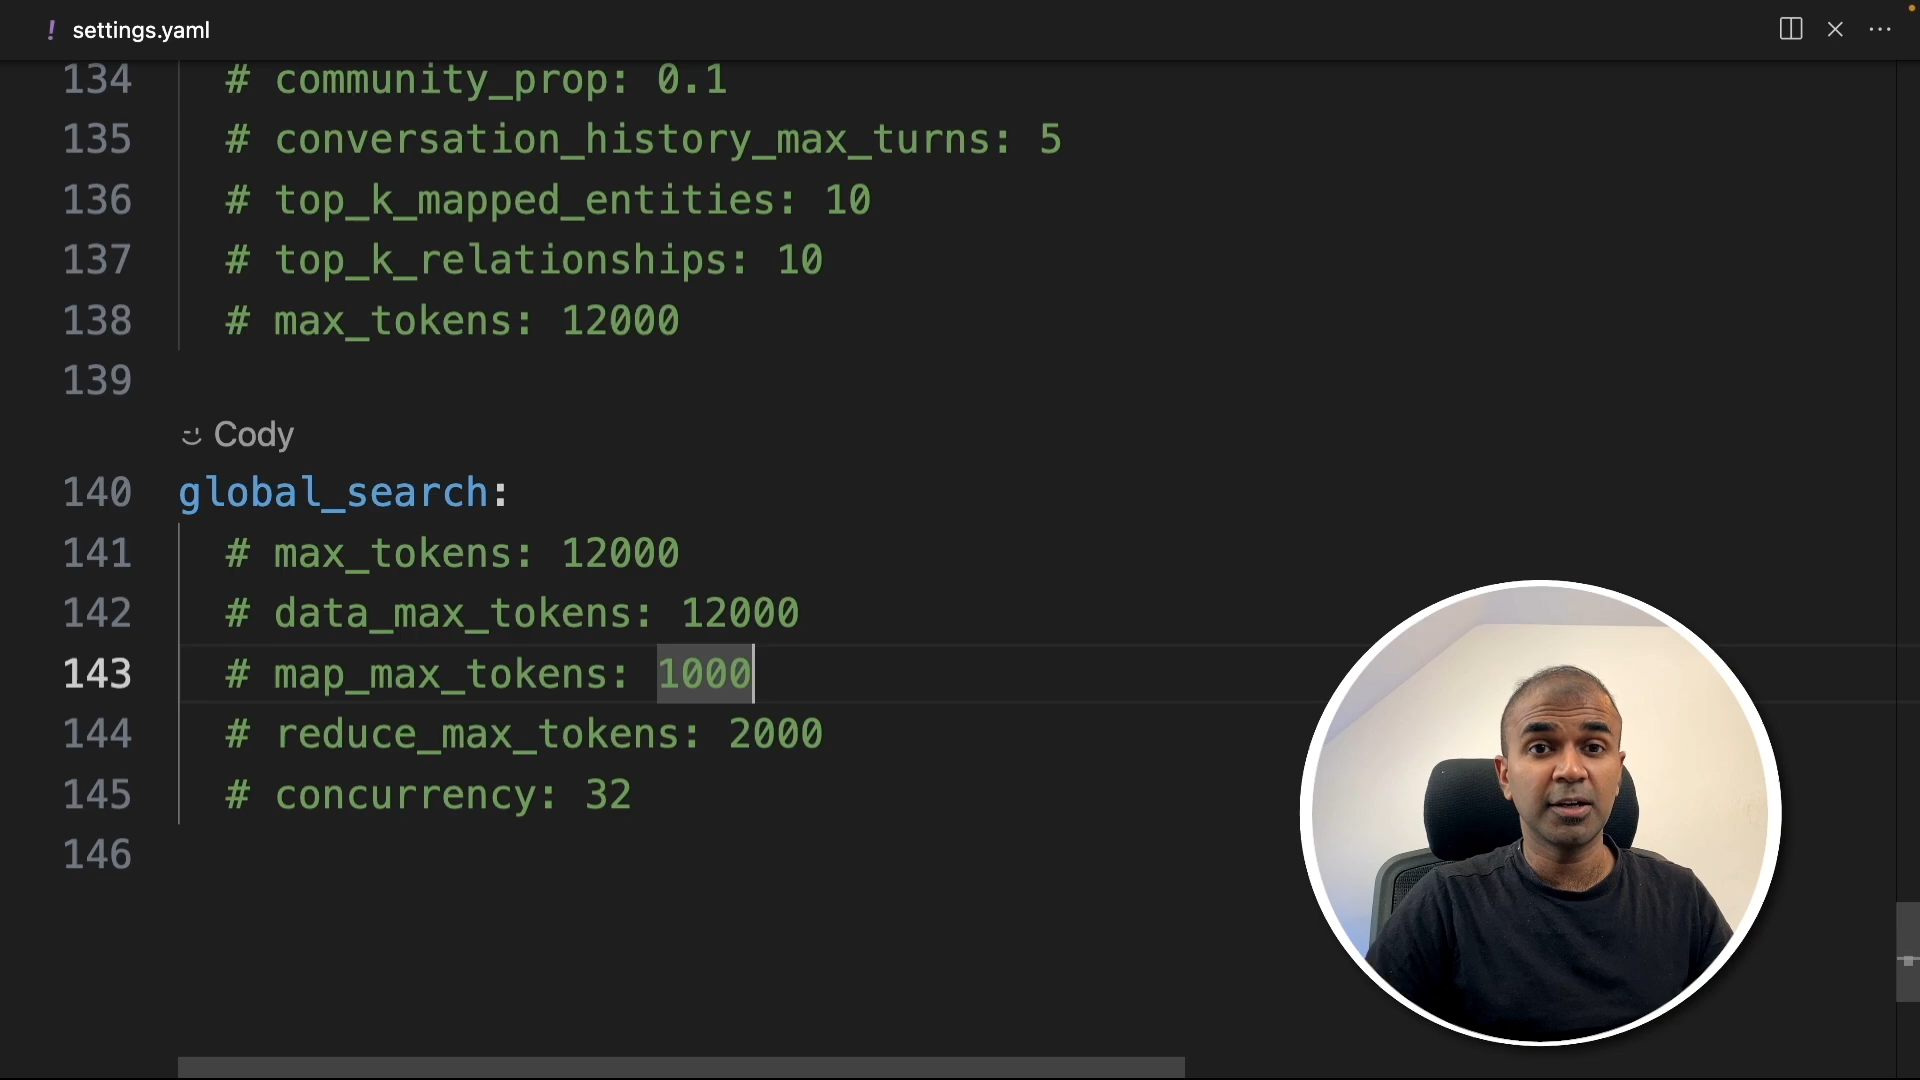 ! settings.yaml
134 # community_prop: 0.1
135 # conversation_history_max_turns: 5
136 # top_k_mapped_entities: 10
137 # top_k_relationships: 10
138 # max_tokens: 12000
139
Cody
140 global_search:
141 # max_tokens: 12000
142 # data_max_tokens: 12000
143 # map_max_tokens: 1000
144 # reduce_max_tokens: 2000
145 # concurrency: 32
146